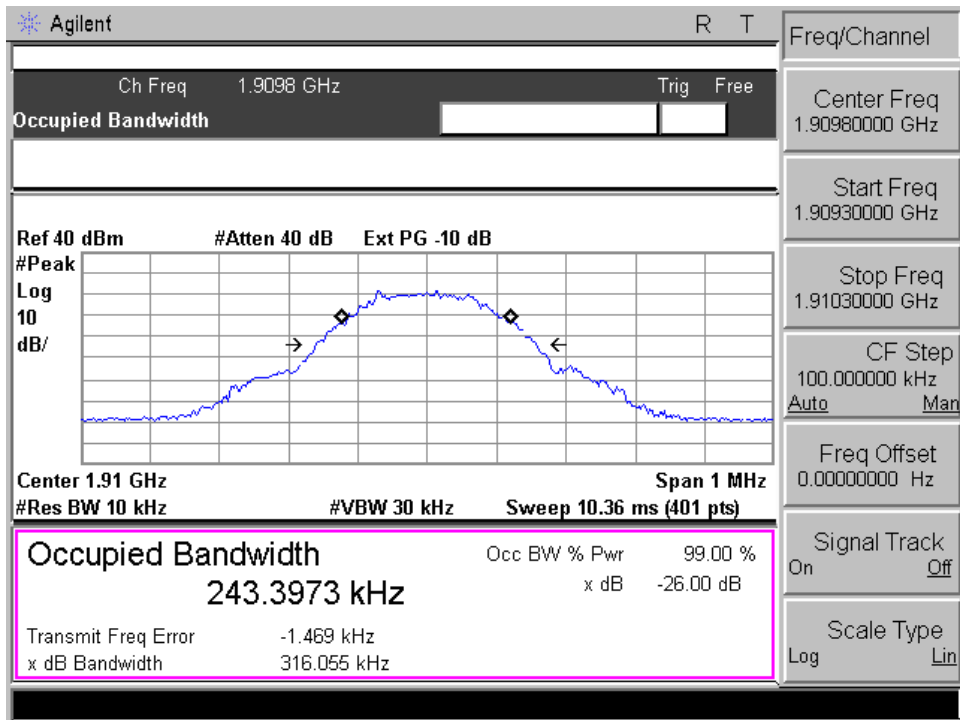 Agilent R T
Freq/Channel
Ch Freq 1.9098 GHz Trig Free
Occupied Bandwidth
Center Freq
1.90980000 GHz
Start Freq
1.90930000 GHz
Stop Freq
1.91030000 GHz
CF Step
100.000000 kHz
Auto Man
Freq Offset
0.00000000 Hz
Signal Track
On Off
Scale Type
Log Lin
Ref 40 dBm #Atten 40 dB Ext PG -10 dB
#Peak
Log
10
dB/
Center 1.91 GHz Span 1 MHz
#Res BW 10 kHz #VBW 30 kHz Sweep 10.36 ms (401 pts)
Occupied Bandwidth Occ BW % Pwr 99.00 %
243.3973 kHz x dB -26.00 dB
Transmit Freq Error -1.469 kHz
x dB Bandwidth 316.055 kHz